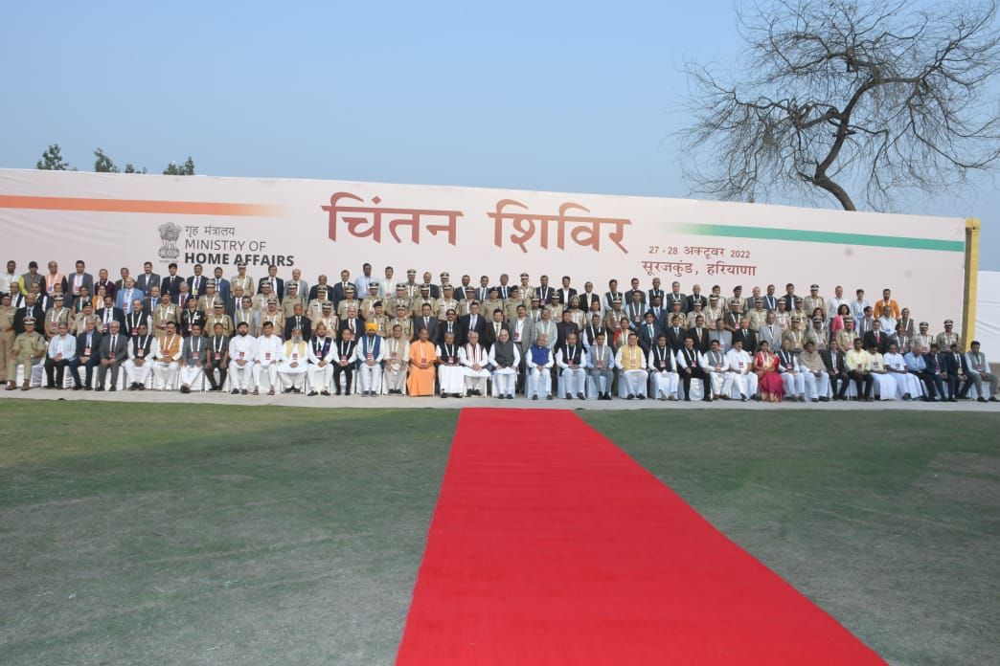 गृह मंत्रालय
MINISTRY OF
HOME AFFAIRS
चिंतन शिविर
27 - 28 अक्टूबर 2022
सूरजकुंड, हरियाणा